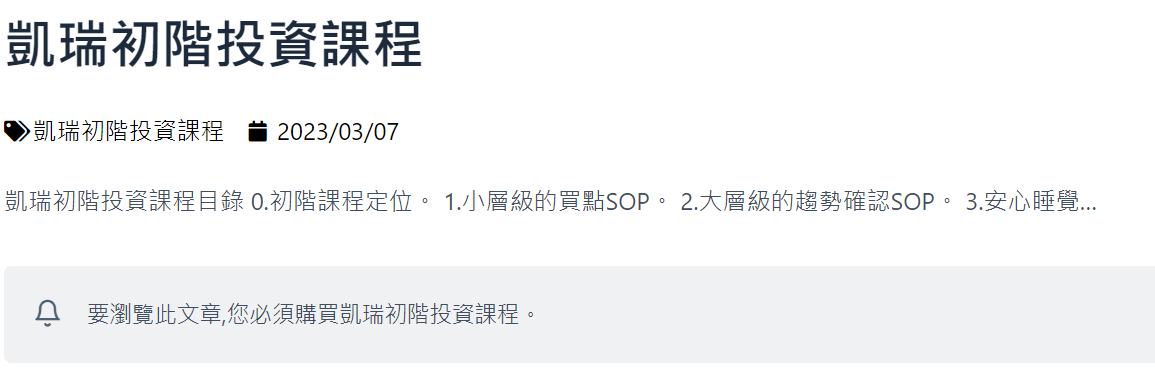 凱瑞初階投資課程
凱瑞初階投資課程 2023/03/07
凱瑞初階投資課程目錄 0.初階課程定位。 1.小層級的買點SOP。 2.大層級的趨勢確認SOP。 3.安心睡覺...
要瀏覽此文章,您必須購買凱瑞初階投資課程。